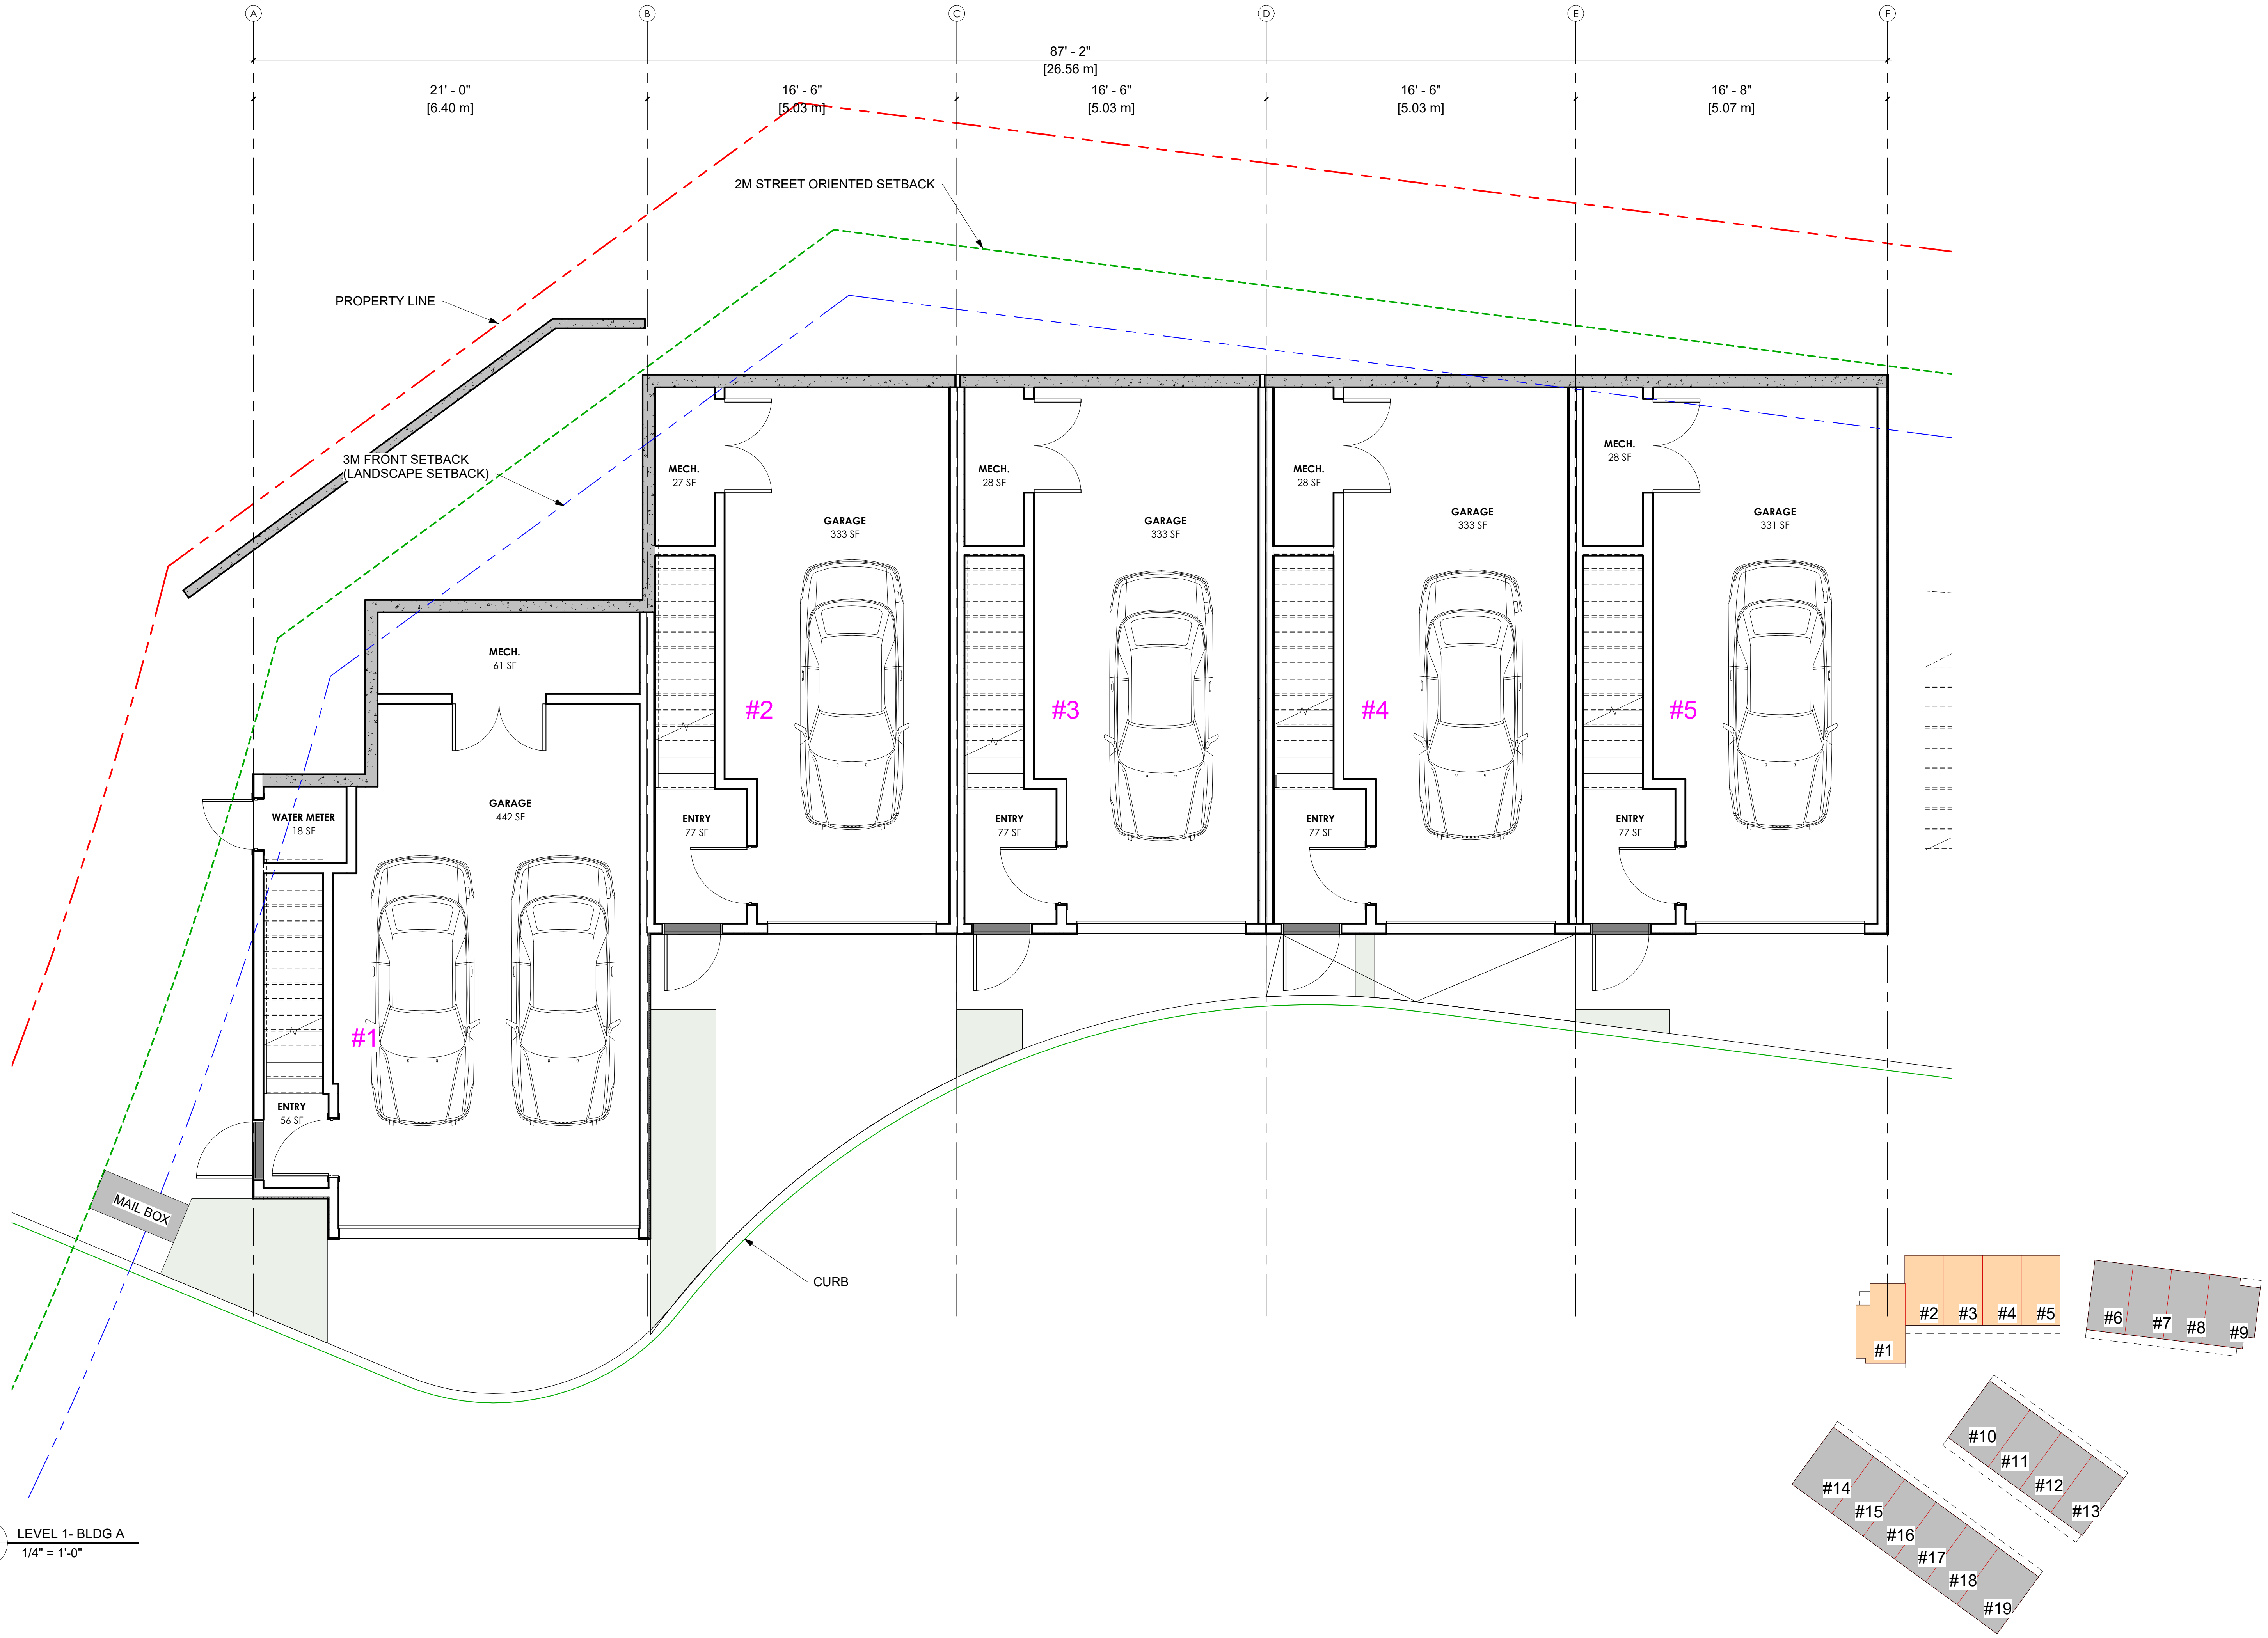 A B C D E F
87' - 2"
[26.56 m]
21' - 0" 16' - 6" 16' - 6" 16' - 6" 16' - 8"
[6.40 m] [5.03 m] [5.03 m] [5.03 m] [5.07 m]
2M STREET ORIENTED SETBACK
PROPERTY LINE
3M FRONT SETBACK
(LANDSCAPE SETBACK)
MECH.
27 SF
MECH.
28 SF
MECH.
28 SF
MECH.
28 SF
GARAGE
333 SF
GARAGE
333 SF
GARAGE
333 SF
GARAGE
331 SF
MECH.
61 SF
#2
#3
#4
#5
GARAGE
442 SF
WATER METER
18 SF
ENTRY
77 SF
ENTRY
77 SF
ENTRY
77 SF
ENTRY
77 SF
#1
ENTRY
56 SF
MAIL BOX
CURB
#2 #3 #4 #5
#1
#6
#7
#8
#9
#10
#11
#12
#13
#14
#15
#16
#17
#18
#19
LEVEL 1- BLDG A
1/4" = 1'-0"